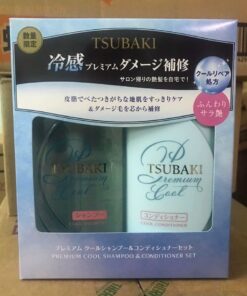 数量
限定
TSUBAKI
冷感プレミアムダメージ補修
サロン帰りの艶髪を自宅で!
クールリペア
処方
皮脂でべたつきがちな地肌をすっきりケア
&ダメージ毛を芯から補修
ふんわり
サラ艶
TSUBAKI
Premium
Cool
シャンプー
TSUBAKI
Premium
Cool
コンディショナー
COOL CONDITIONER
プレミアム クールシャンプー&コンディショナーセット
PREMIUM COOL SHAMPOO & CONDITIONER SET